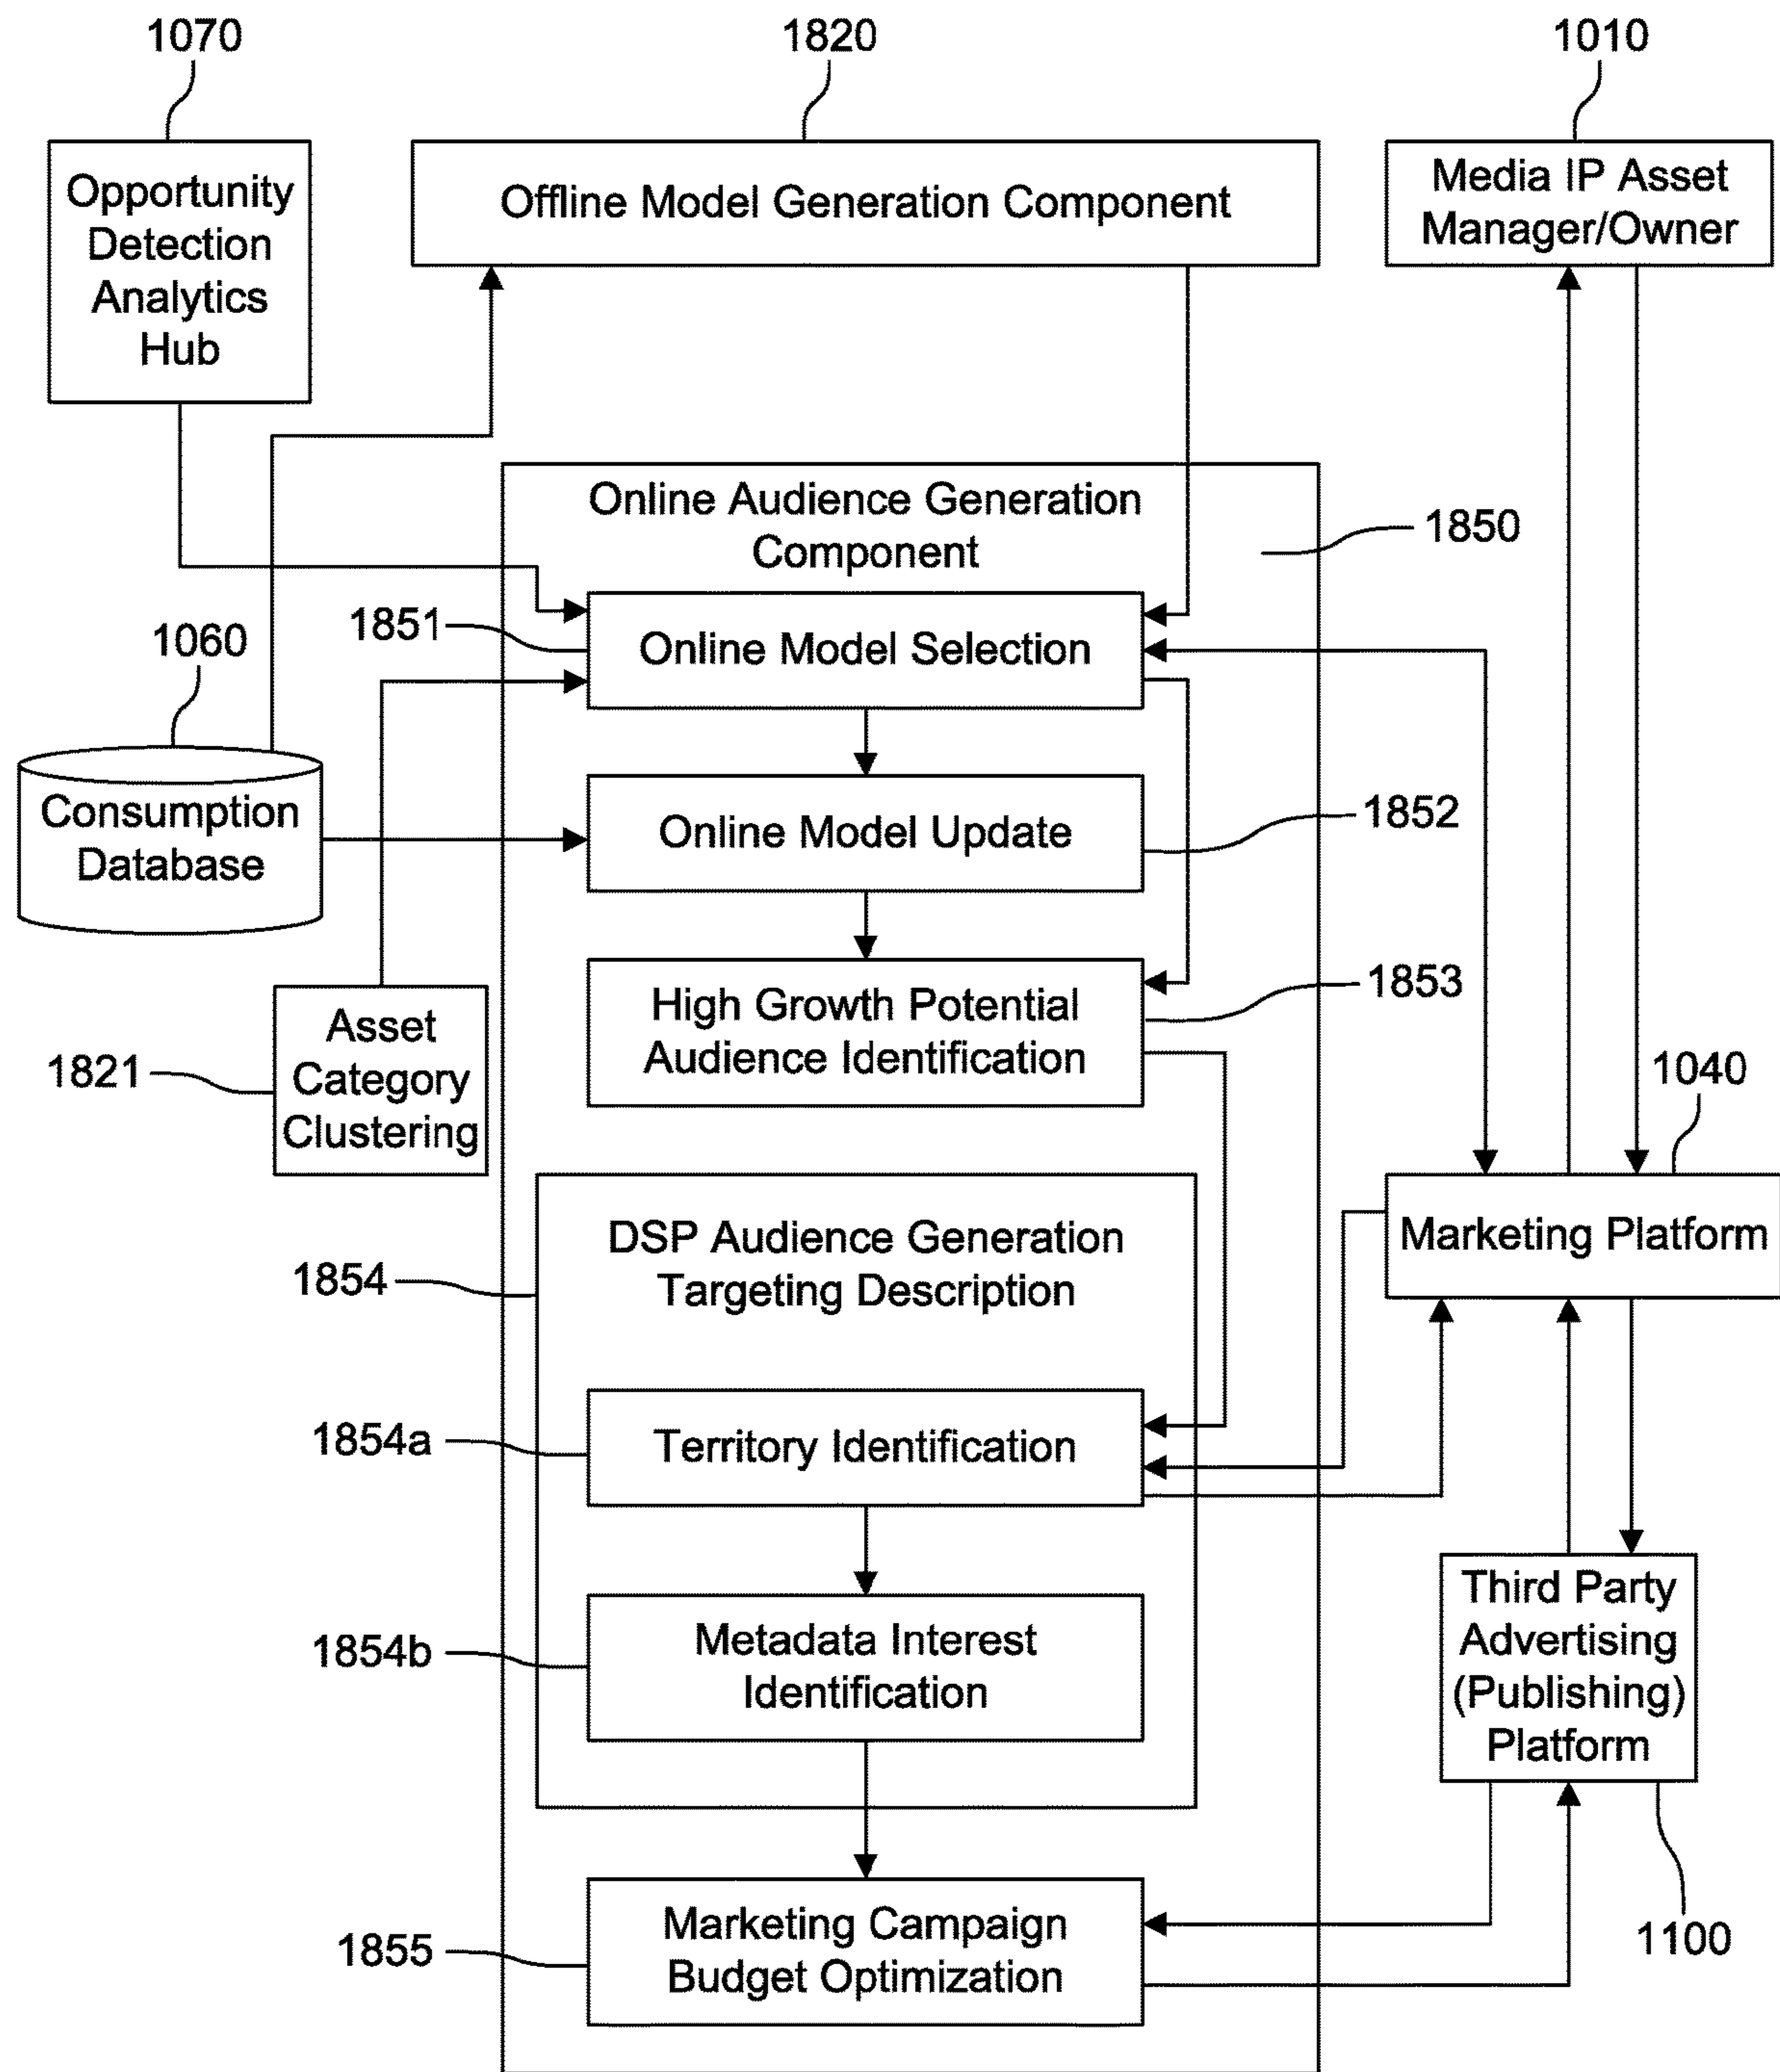 1070
1820
1010
Opportunity
Detection
Analytics
Hub
Offline Model Generation Component
Media IP Asset
Manager/Owner
Online Audience Generation
Component
1850
1851
Online Model Selection
1060
Consumption
Database
Online Model Update
1852
High Growth Potential
Audience Identification
1853
Asset
Category
Clustering
1821
1040
Marketing Platform
DSP Audience Generation
Targeting Description
1854
1854a
Territory Identification
1854b
Metadata Interest
Identification
Third Party
Advertising
(Publishing)
Platform
1100
1855
Marketing Campaign
Budget Optimization